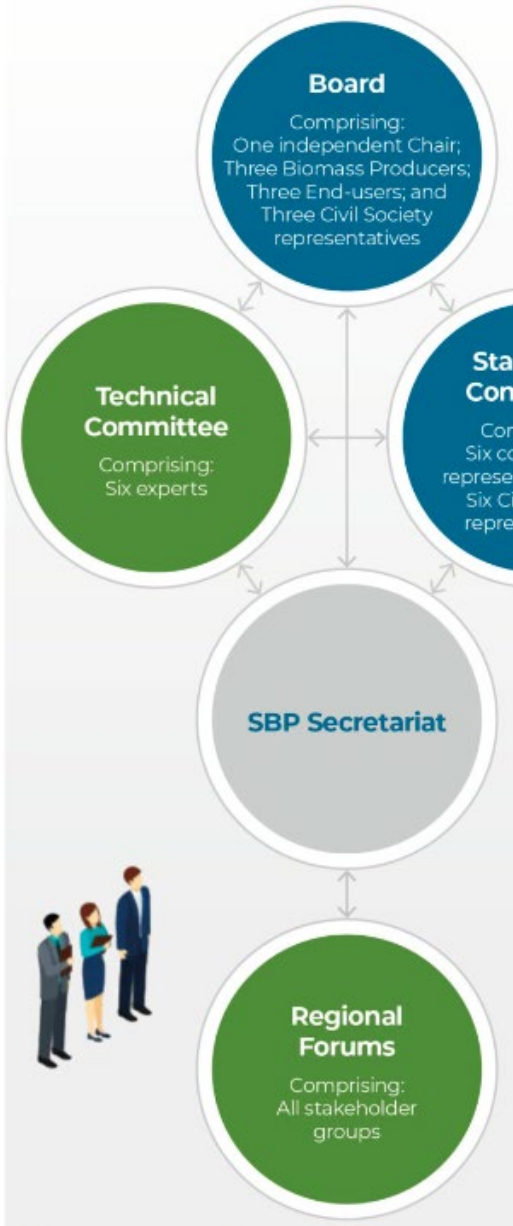 Board
Comprising:
One independent Chair;
Three Biomass Producers;
Three End-users; and
Three Civil Society
representatives
Technical
Committee
Comprising:
Six experts
Six
SBP Secretariat
Regional
Forums
Comprising:
All stakeholder
groups